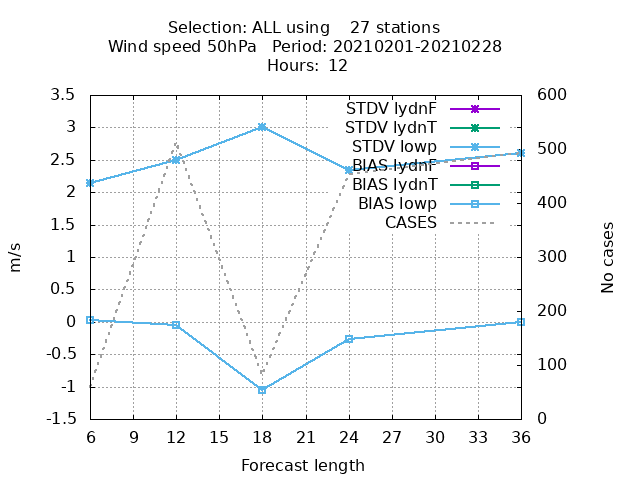 Selection: ALL using    27 stations
Wind speed 50hPa   Period: 20210201-20210228
Hours: 12
3.5
3
2.5
2
1.5
1
0.5
0
-0.5
-1
-1.5
m/s
600
500
400
300
200
100
0
No cases
STDV lydnF
STDV lydnT
STDV lowp
BIAS lydnF
BIAS lydnT
BIAS lowp
CASES
6 9 12 15 18 21 24 27 30 33 36
Forecast length